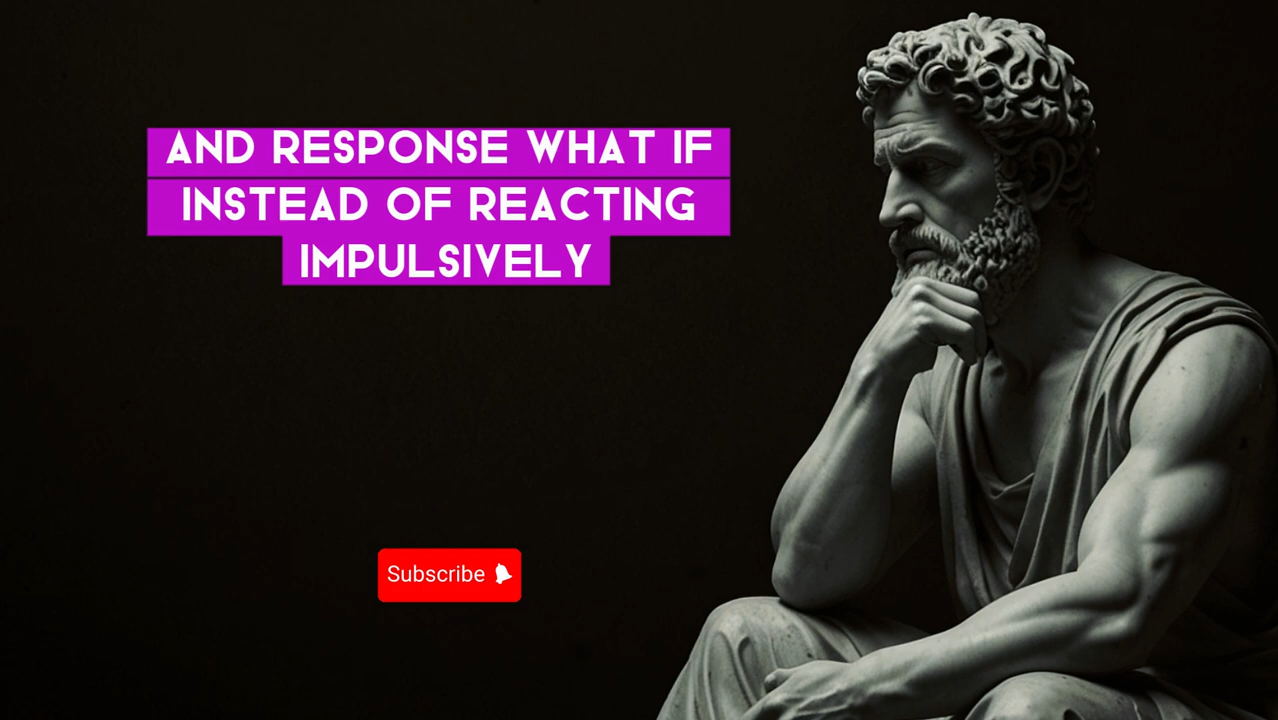 AND RESPONSE WHAT IF
INSTEAD OF REACTING
IMPULSIVELY
Subscribe